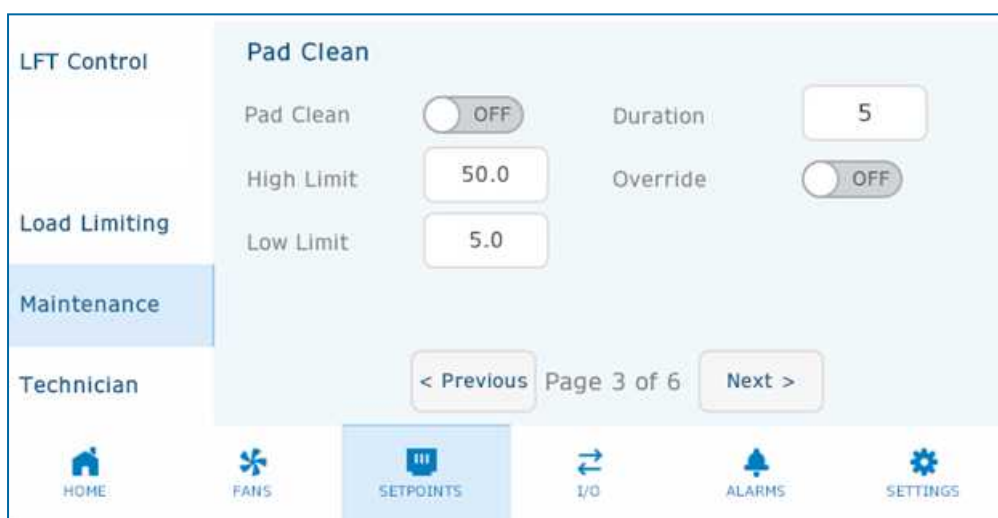 LFT Control
Load Limiting
Maintenance
Technician
Pad Clean
Pad Clean OFF Duration 5
High Limit 50.0 Override OFF
Low Limit 5.0
< Previous Page 3 of 6 Next >
HOME FANS SETPOINTS I/O ALARMS SETTINGS